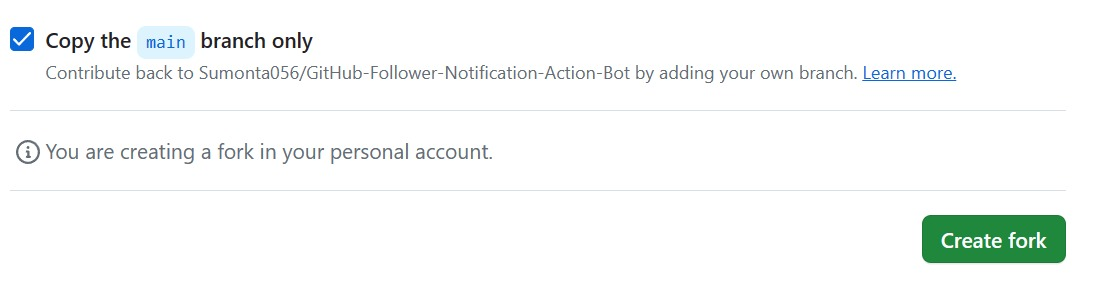 Copy the main branch only
Contribute back to Sumonta056/GitHub-Follower-Notification-Action-Bot by adding your own branch. Learn more.
You are creating a fork in your personal account.
Create fork